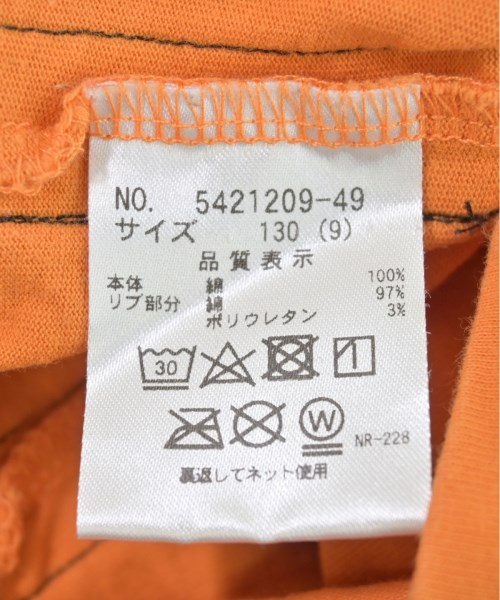 NO. 5421209-49
サイズ 130 (9)
品質表示
本体 綿 100%
リブ部分 綿 97%
ポリウレタン 3%
30
W NR-228
裏返してネット使用